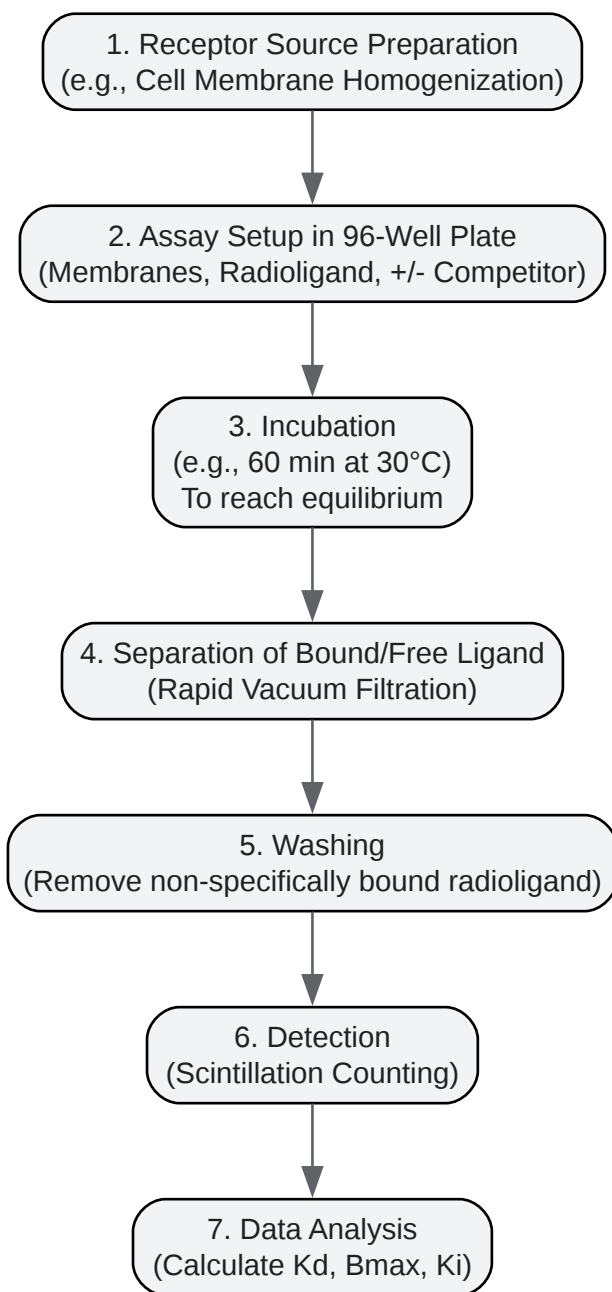 1. Receptor Source Preparation
(e.g., Cell Membrane Homogenization)
2. Assay Setup in 96-Well Plate
(Membranes, Radioligand, +/- Competitor)
3. Incubation
(e.g., 60 min at 30°C)
To reach equilibrium
4. Separation of Bound/Free Ligand
(Rapid Vacuum Filtration)
5. Washing
(Remove non-specifically bound radioligand)
6. Detection
(Scintillation Counting)
7. Data Analysis
(Calculate Kd, Bmax, Ki)